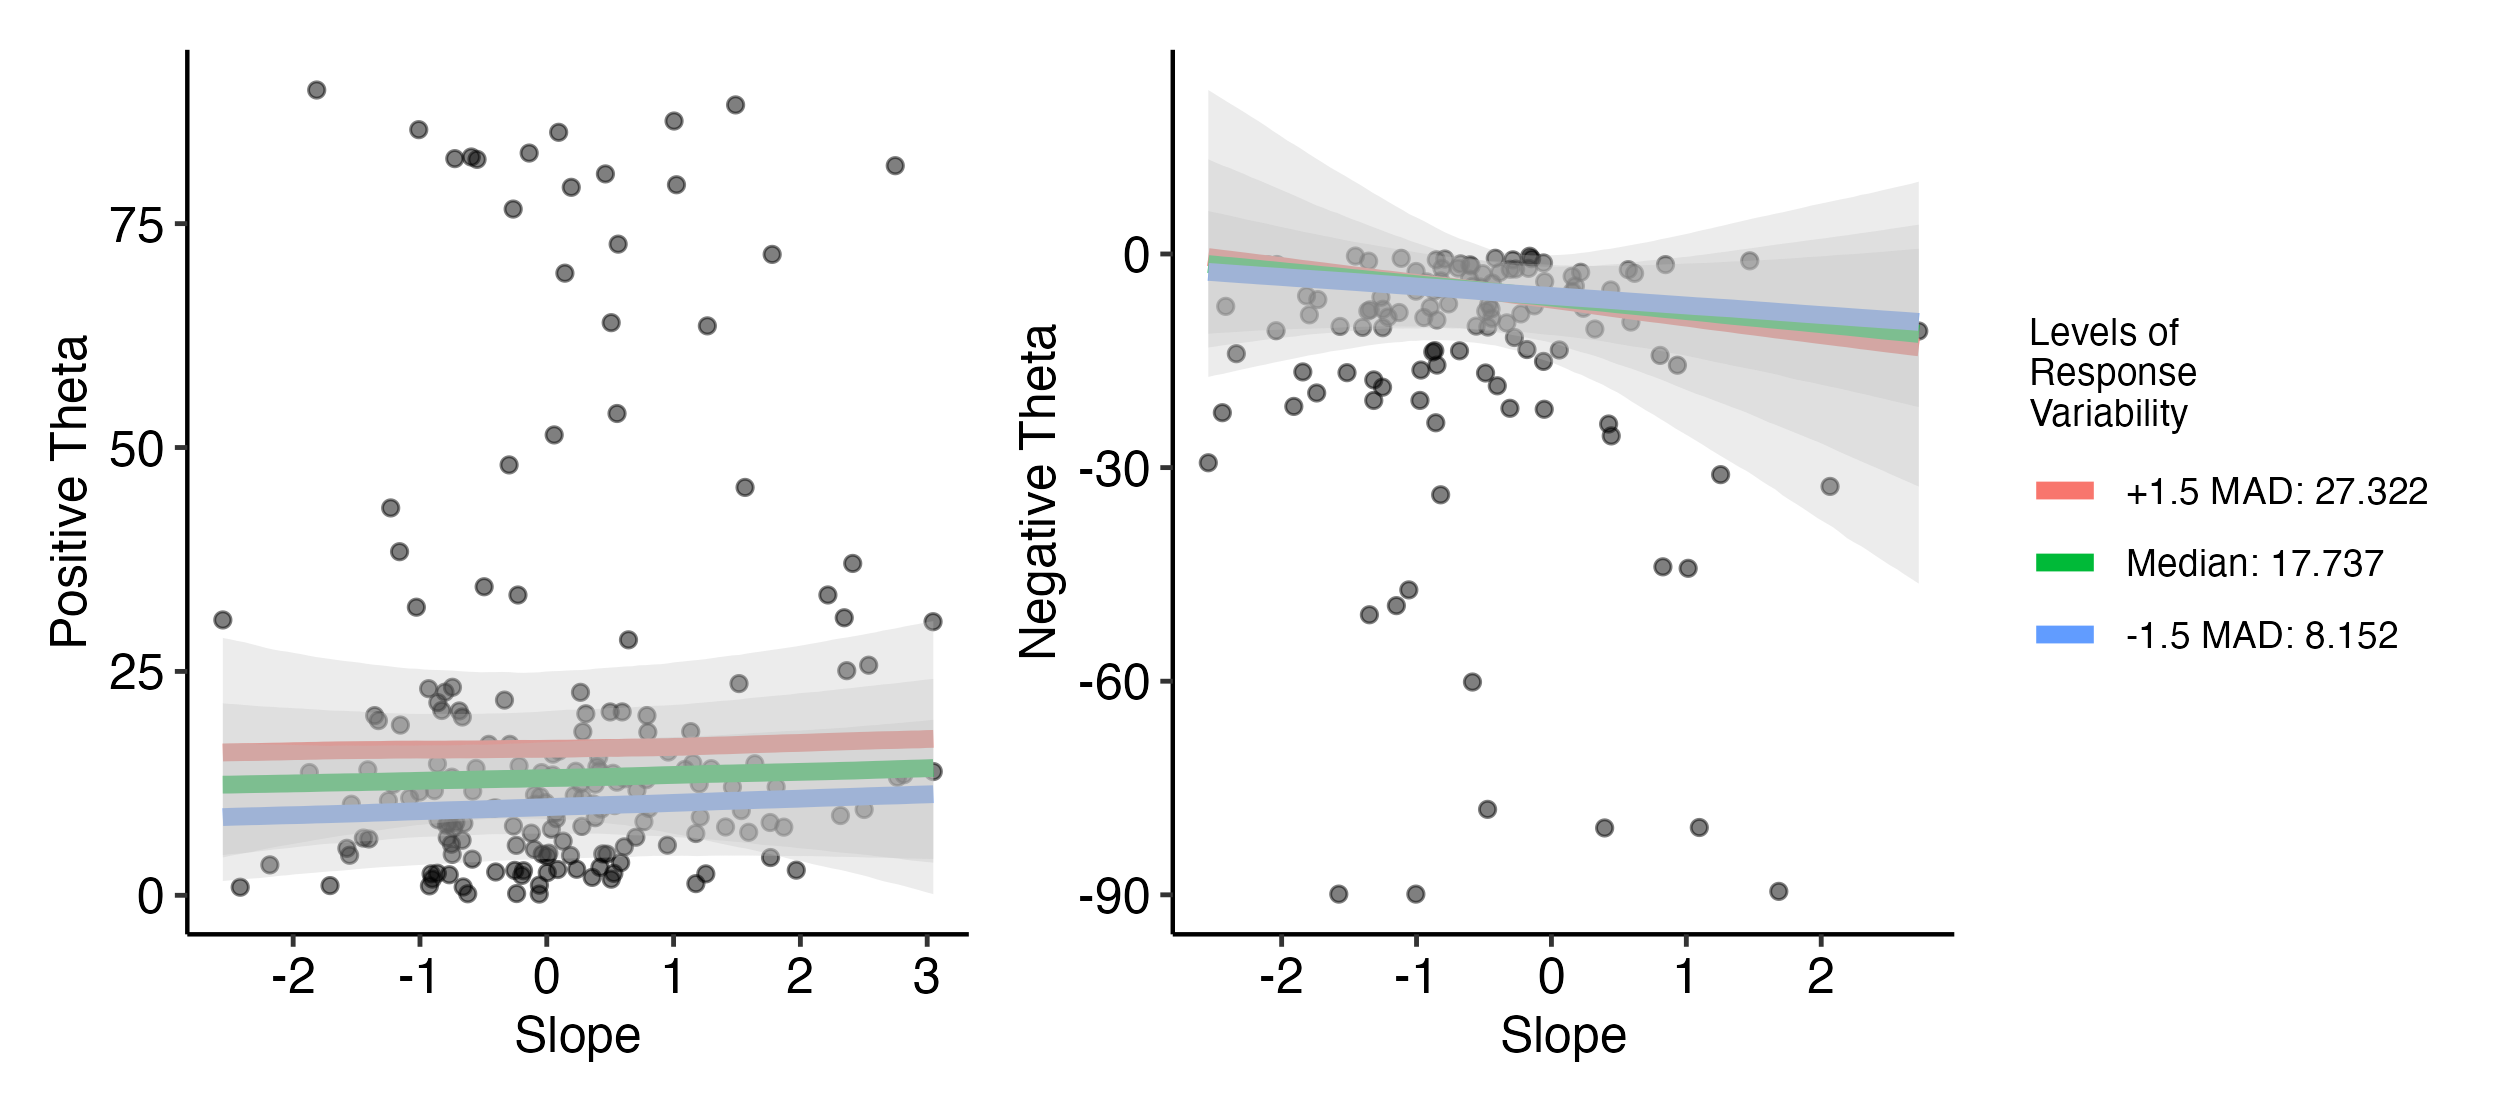 Positive Theta
75
50
25
0
-2 -1 0 1 2 3
Slope
Negative Theta
0
-30
-60
-90
-2 -1 0 1 2
Slope
Levels of
Response
Variability
+1.5 MAD: 27.322
Median: 17.737
-1.5 MAD: 8.152